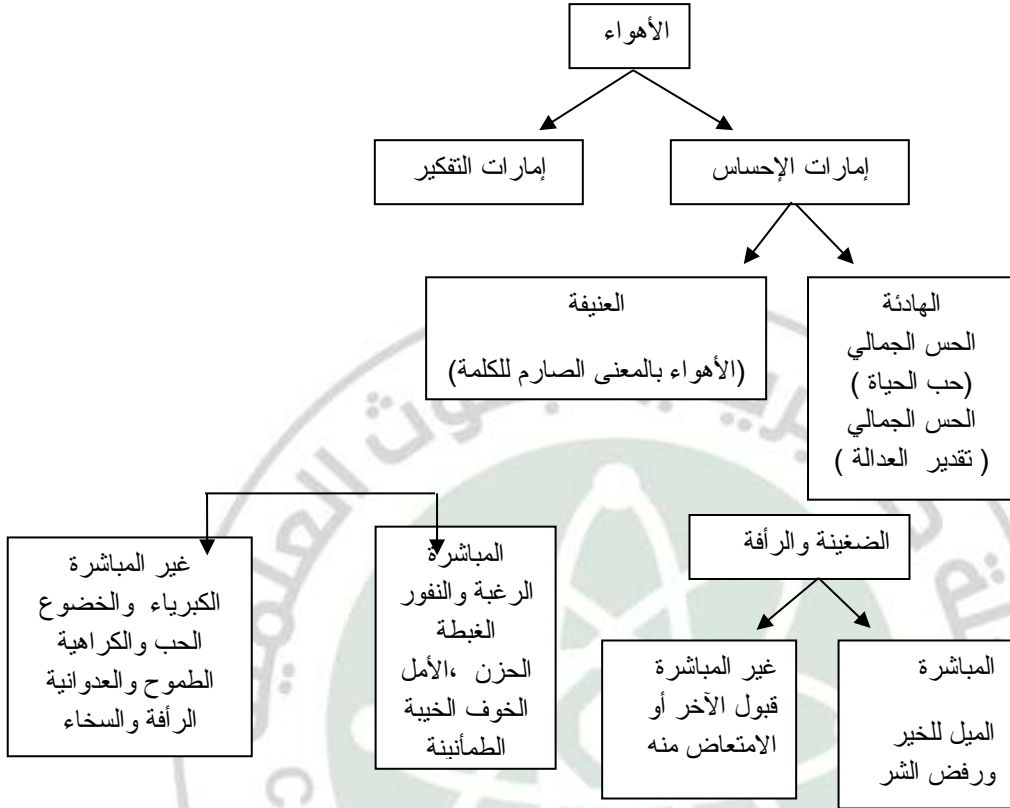 الأهواء
إمارات الإحساس
إمارات التفكير
الهادئة
الحس الجمالي
(حب الحياة )
الحس الجمالي
( تقدير العدالة )
العنيفة
(الأهواء بالمعنى الصارم للكلمة)
الضغينة والرأفة
المباشرة
الميل للخير
ورفض الشر
غير المباشرة
قبول الآخر أو
الامتعاض منه
المباشرة
الرغبة والنفور
الغبطة
الحزن ،الأمل
الخوف الخيبة
الطمأنينة
غير المباشرة
الكبرياء والخضوع
الحب والكراهية
الطموح والعدوانية
الرأفة والسخاء